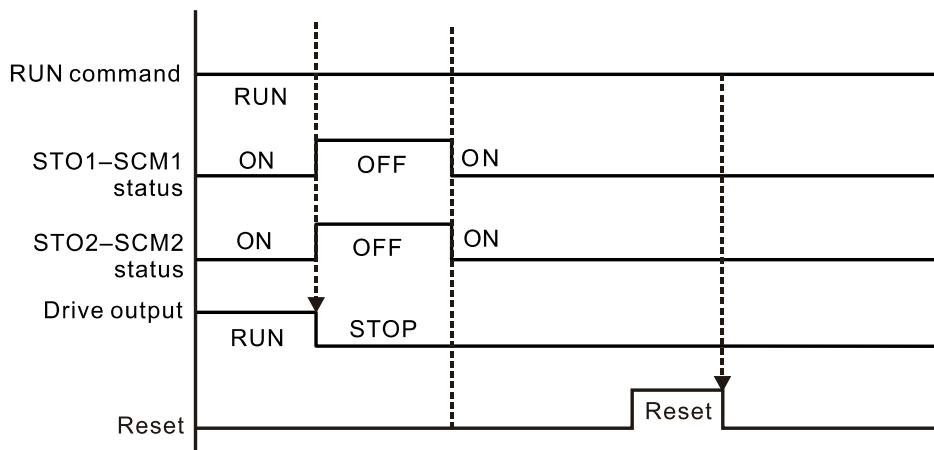 RUN command
RUN
STO1–SCM1
status
ON
OFF
ON
STO2–SCM2
status
ON
OFF
ON
Drive output
RUN
STOP
Reset
Reset